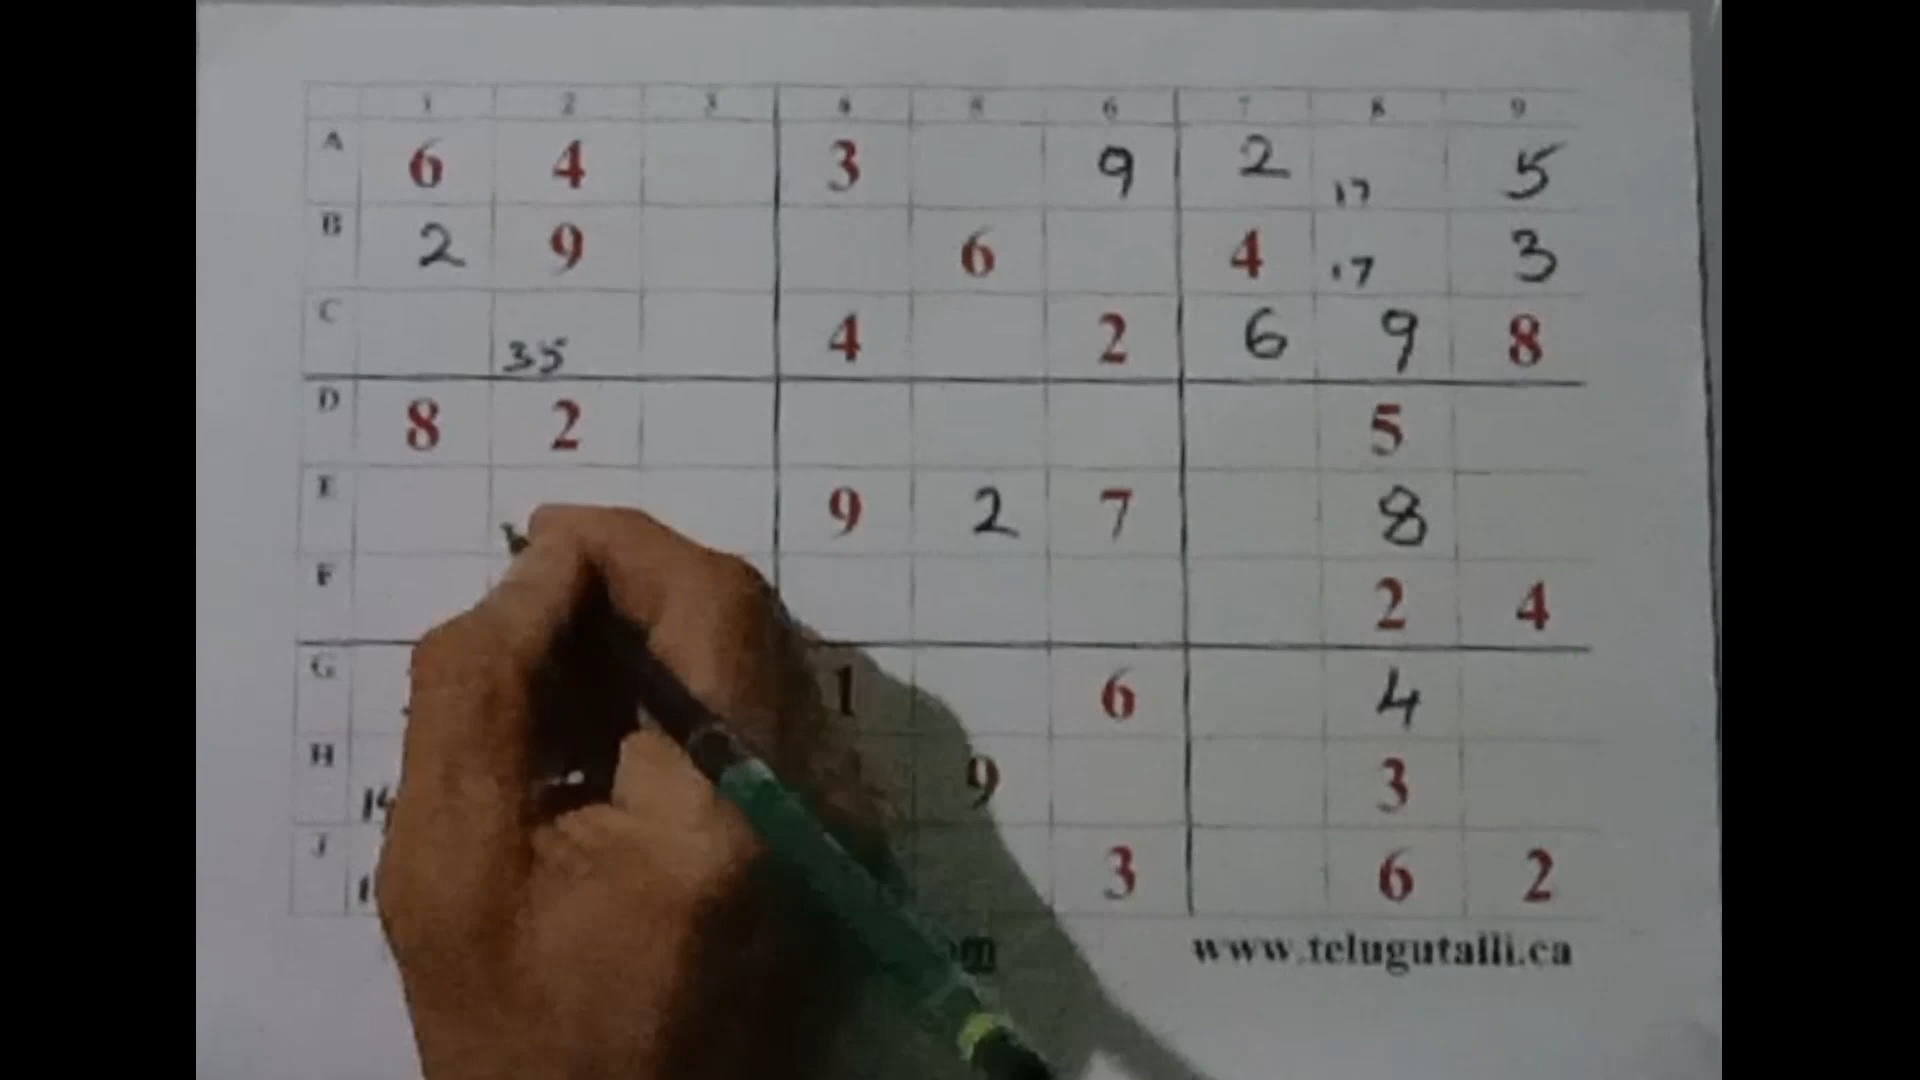 1 2 3 4 5 6 7 8 9
A 6 4 3 9 2 17 5
B 2 9 6 4 17 3
C 35 4 2 6 9 8
D 8 2 5
E 9 2 7 8
F 2 4
G 1 6 4
H 9 3
J 3 6 2
www.telugutalli.ca